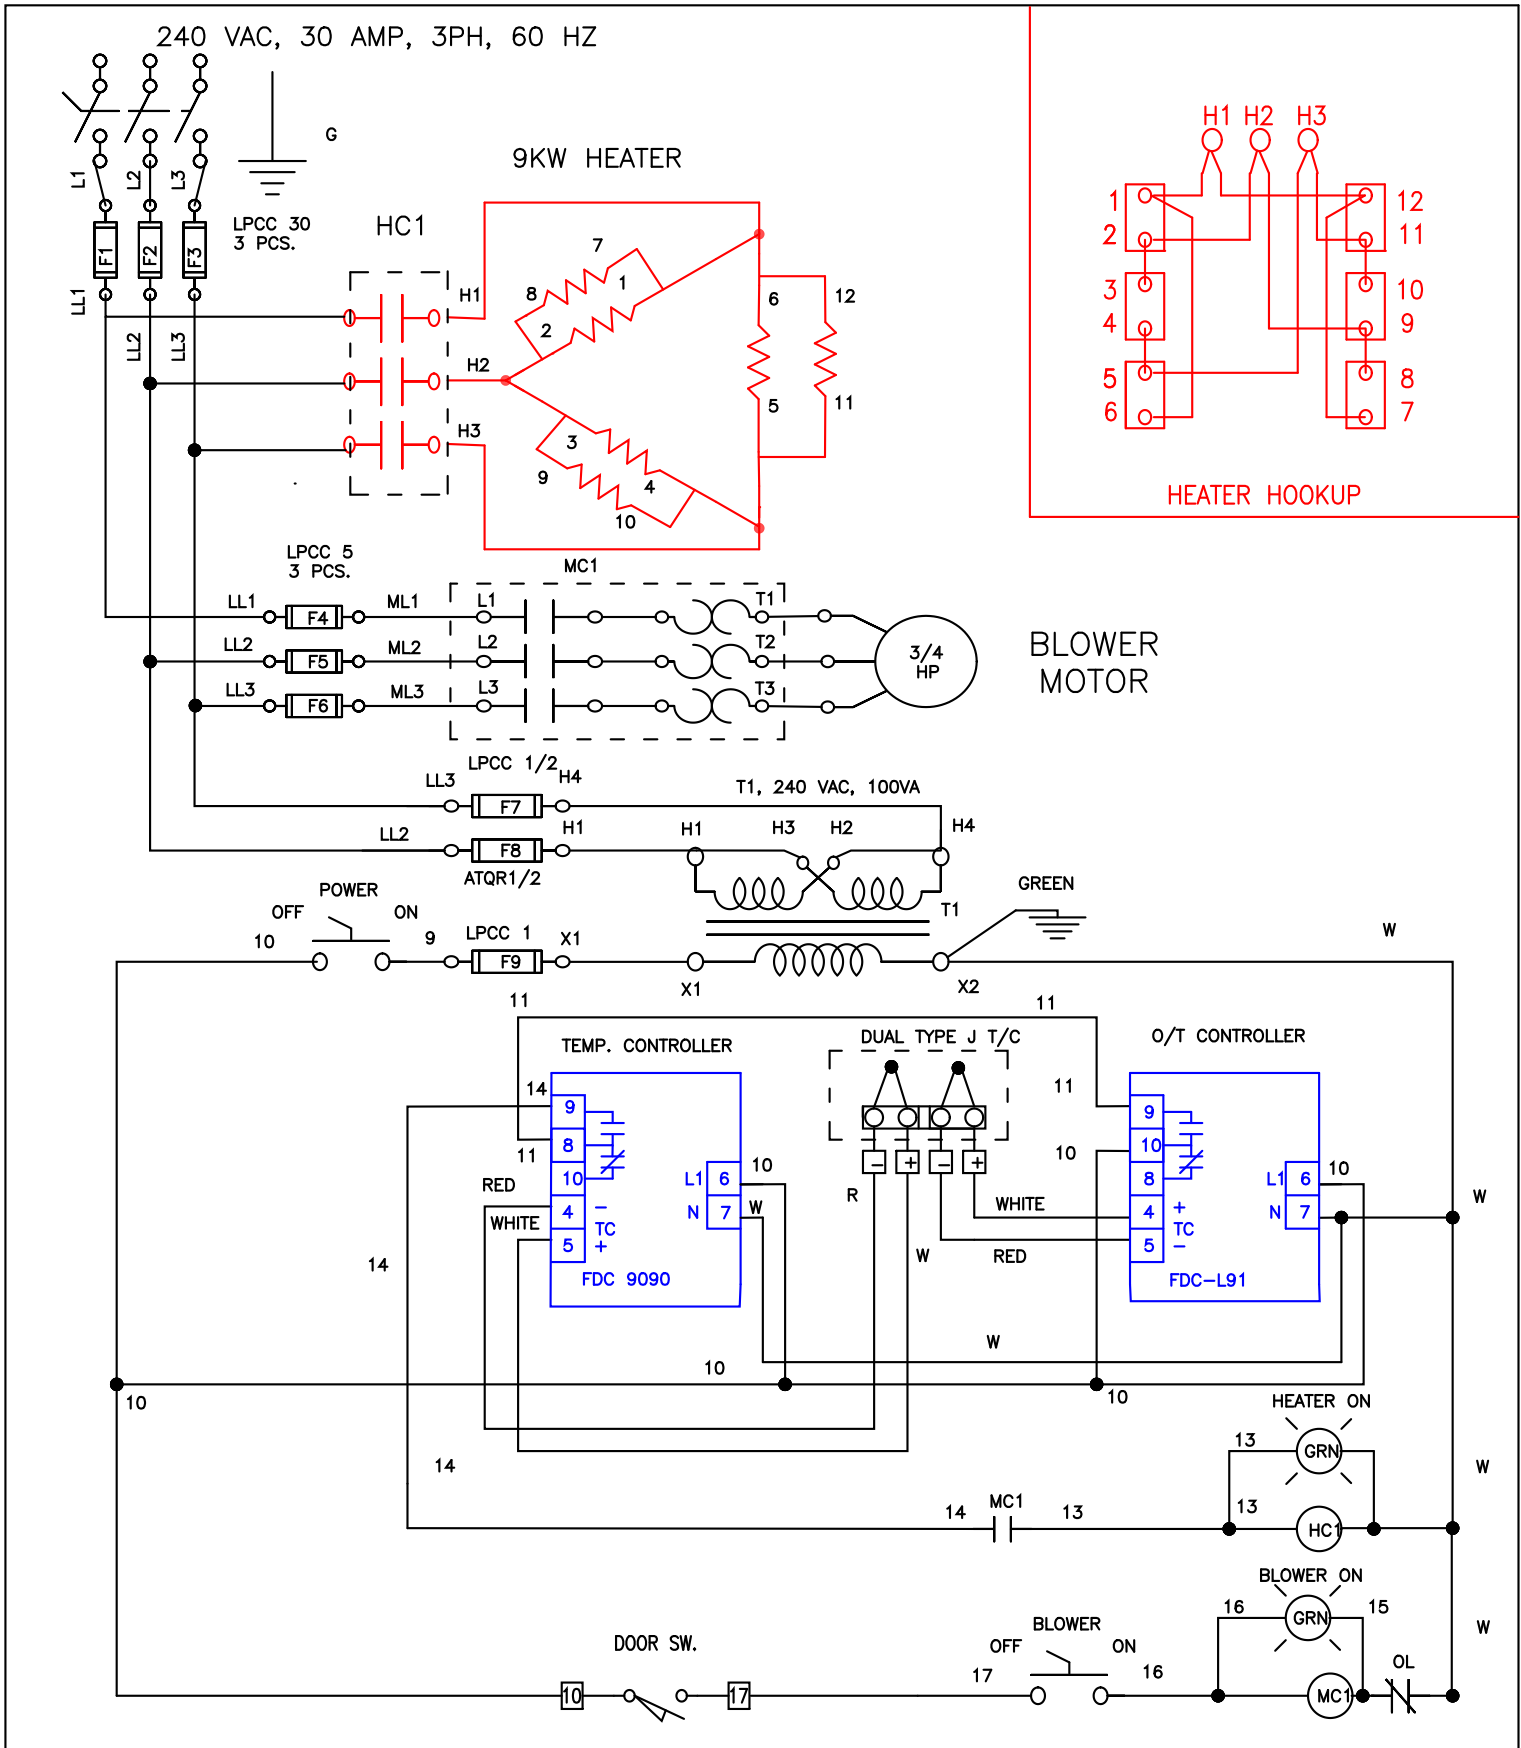 240 VAC, 30 AMP, 3PH, 60 HZ
G
L1
L2
L3
LPCC 30
3 PCS.
F1
F2
F3
LL1
LL2
LL3
HC1
9KW HEATER
H1
H2
H3
7
8
1
2
6
12
5
11
3
9
4
10
H1 H2 H3
1
2
3
4
5
6
12
11
10
9
8
7
HEATER HOOKUP
LPCC 5
3 PCS.
MC1
LL1 F4 ML1 L1 T1
LL2 F5 ML2 L2 T2
LL3 F6 ML3 L3 T3
3/4
HP
BLOWER
MOTOR
LPCC 1/2
LL3 F7 H4
T1, 240 VAC, 100VA
LL2 F8 H1
ATQR1/2
H1 H3 H2 H4
T1
GREEN
POWER
OFF ON
10 9
LPCC 1
F9
X1
X1
X2
W
11
11
TEMP. CONTROLLER
DUAL TYPE J T/C
O/T CONTROLLER
14
11
RED
WHITE
9
8
10
4 −
TC
5 +
L1 6
N 7
10
W
FDC 9090
− + − +
R
W
WHITE
RED
11
10
9
10
8
4 +
TC
5 −
L1 6
N 7
10
FDC−L91
W
14
W
10
10
10
HEATER ON
13
GRN
14
W
14 MC1 13
13
HC1
BLOWER ON
16 GRN 15
W
DOOR SW.
10
17
BLOWER
OFF ON
17 16
MC1
OL